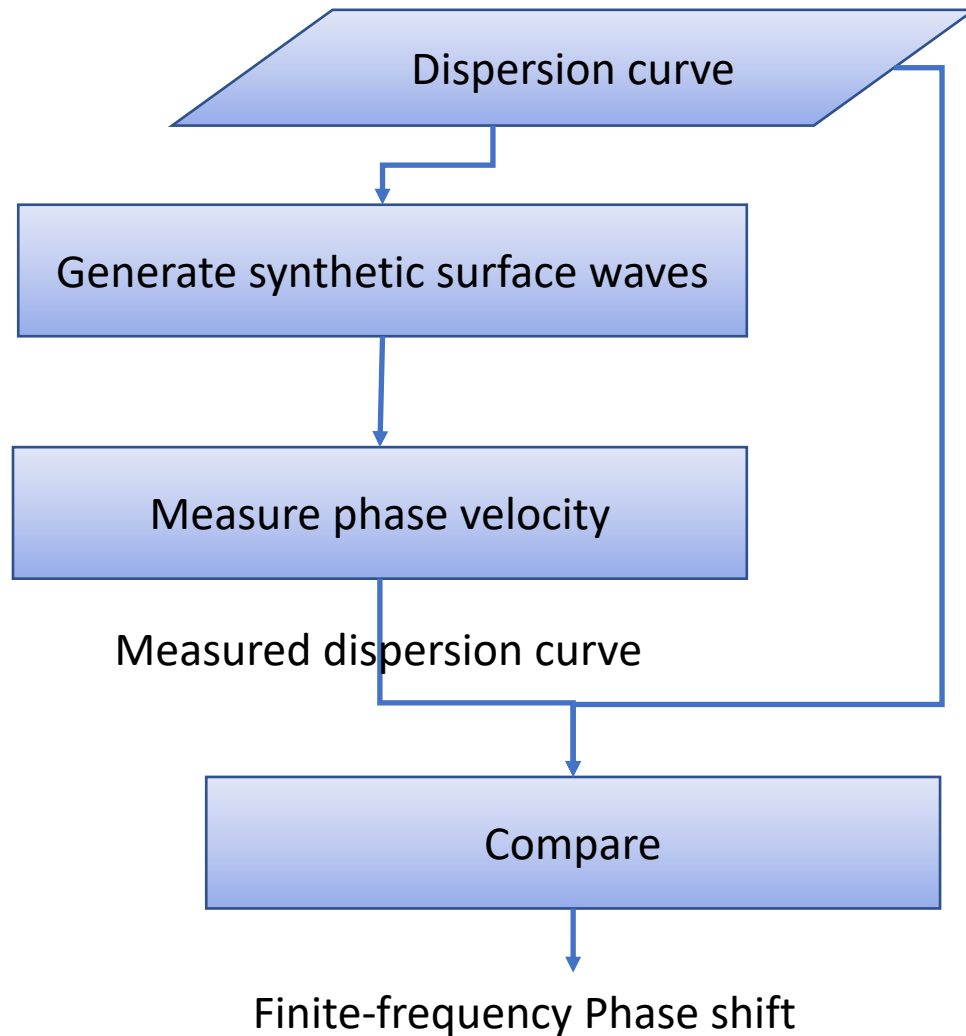 Dispersion curve
Generate synthetic surface waves
Measure phase velocity
Measured dispersion curve
Compare
Finite-frequency Phase shift